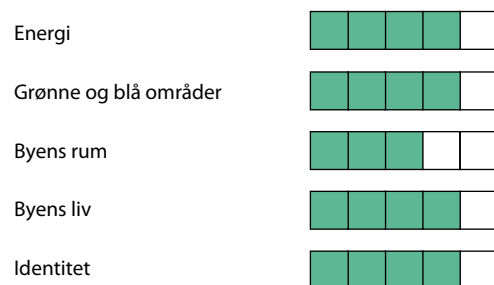 Energi
Grønne og blå områder
Byens rum
Byens liv
Identitet